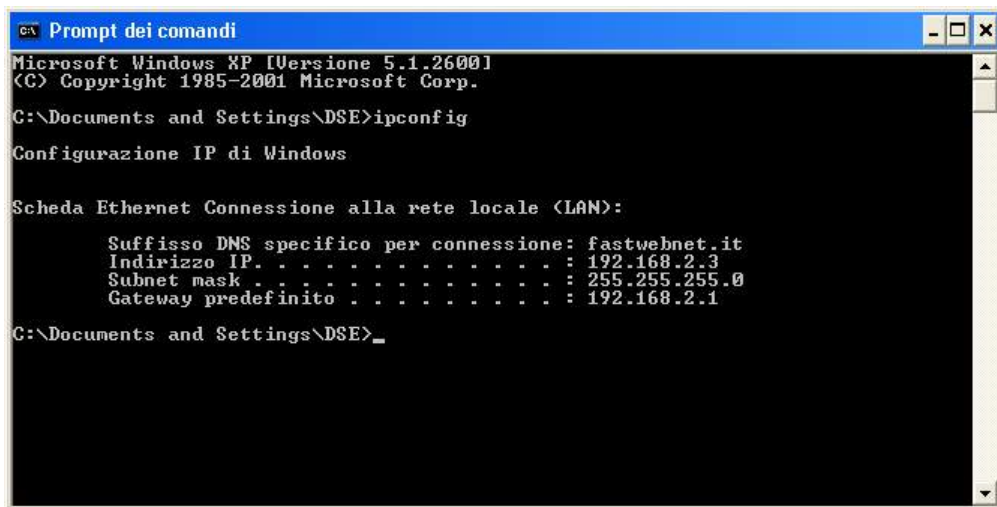 Prompt dei comandi
Microsoft Windows XP [Versione 5.1.2600]
(C) Copyright 1985-2001 Microsoft Corp.
C:\Documents and Settings\DSE>ipconfig
Configurazione IP di Windows
Scheda Ethernet Connessione alla rete locale (LAN):
Suffisso DNS specifico per connessione: fastwebnet.it
Indirizzo IP. . . . . . . . . . . . . : 192.168.2.3
Subnet mask . . . . . . . . . . . . . : 255.255.255.0
Gateway predefinito . . . . . . . . . : 192.168.2.1
C:\Documents and Settings\DSE>_